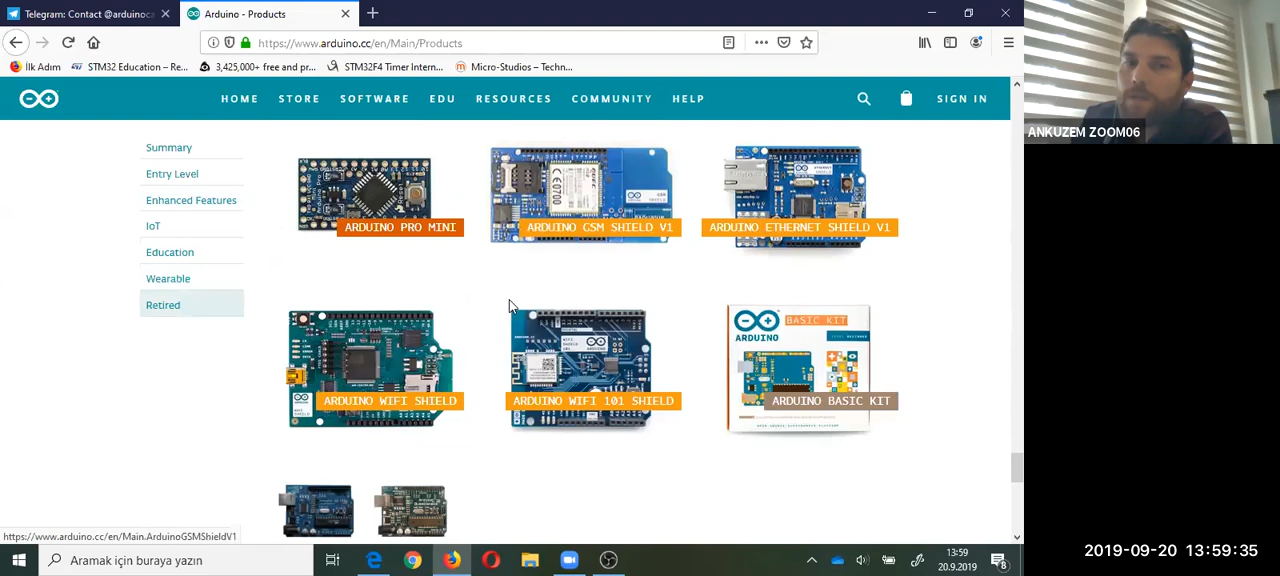 Telegram: Contact @arduinoca
Arduino - Products
https://www.arduino.cc/en/Main/Products
İlk Adım
STM32 Education - Re...
3,425,000+ free and pr...
STM32F4 Timer Intern...
Micro-Studios – Techn...
HOME STORE SOFTWARE EDU RESOURCES COMMUNITY HELP SIGN IN
Summary
Entry Level
Enhanced Features
IoT
Education
Wearable
Retired
ARDUINO PRO MINI
ARDUINO GSM SHIELD V1
ARDUINO ETHERNET SHIELD V1
ARDUINO WIFI SHIELD
ARDUINO WIFI 101 SHIELD
BASIC KIT
ARDUINO
ARDUINO BASIC KIT
https://www.arduino.cc/en/Main.ArduinoGSMShieldV1
Aramak için buraya yazın
13:59
20.9.2019
8
ANKUZEM ZOOM06
2019-09-20 13:59:35